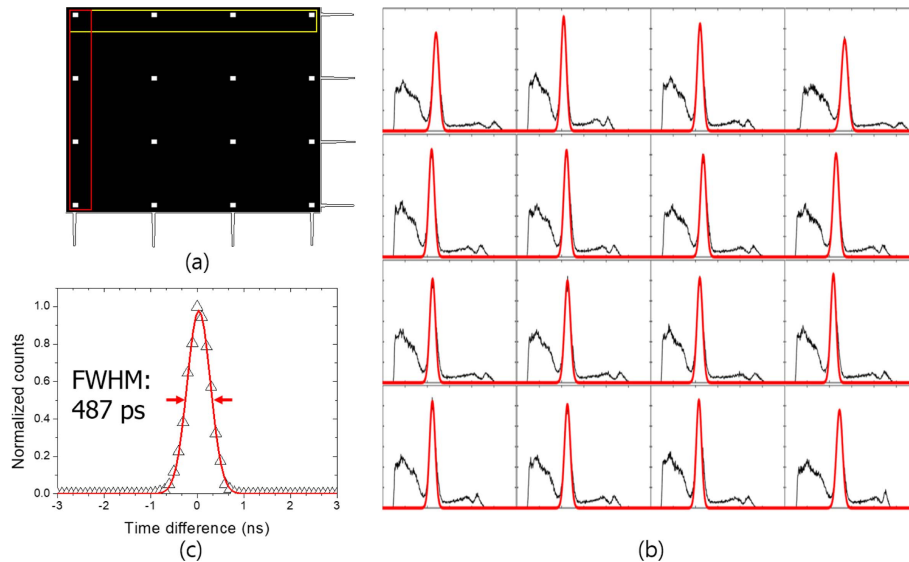 (a)
1.0
0.8
0.6
0.4
0.2
0.0
Normalized counts
FWHM:
487 ps
-3
-2
-1
0
1
2
3
Time difference (ns)
(c)
(b)